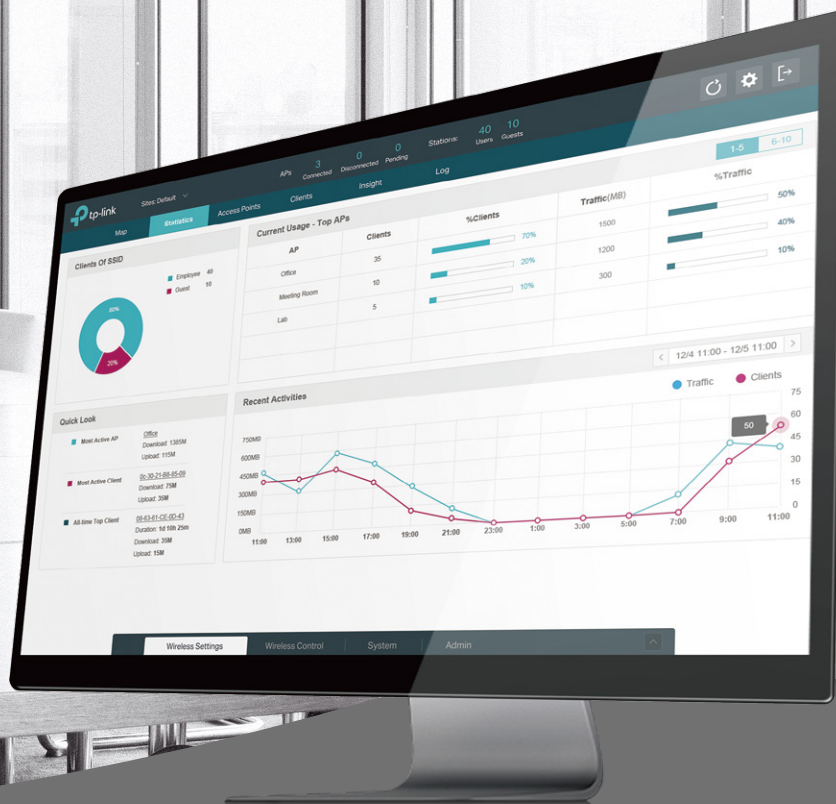 tp-link
Sites: Default
APs 3 Connected 0 Disconnected 0 Pending
Stations: 40 Users 10 Guests
Map Statistics Access Points Clients Insight Log
Clients Of SSID
Employee 40
Guest 10
80%
20%
Current Usage - Top APs
1-5 6-10
AP Clients %Clients Traffic(MB) %Traffic
Office 35 70% 1500 50%
Meeting Room 10 20% 1200 40%
Lab 5 10% 300 10%
Quick Look
Most Active AP Office
Download: 1385M
Upload: 115M
Most Active Client 0c-30-21-B8-85-09
Download: 75M
Upload: 35M
All-time Top Client 08-63-61-CE-0D-43
Duration: 1d 10h 25m
Download: 35M
Upload: 15M
< 12/4 11:00 - 12/5 11:00 >
Recent Activities
Traffic Clients
750MB
600MB
450MB
300MB
150MB
0MB
75
60
45
30
15
0
50
11:00 13:00 15:00 17:00 19:00 21:00 23:00 1:00 3:00 5:00 7:00 9:00 11:00
Wireless Settings Wireless Control System Admin